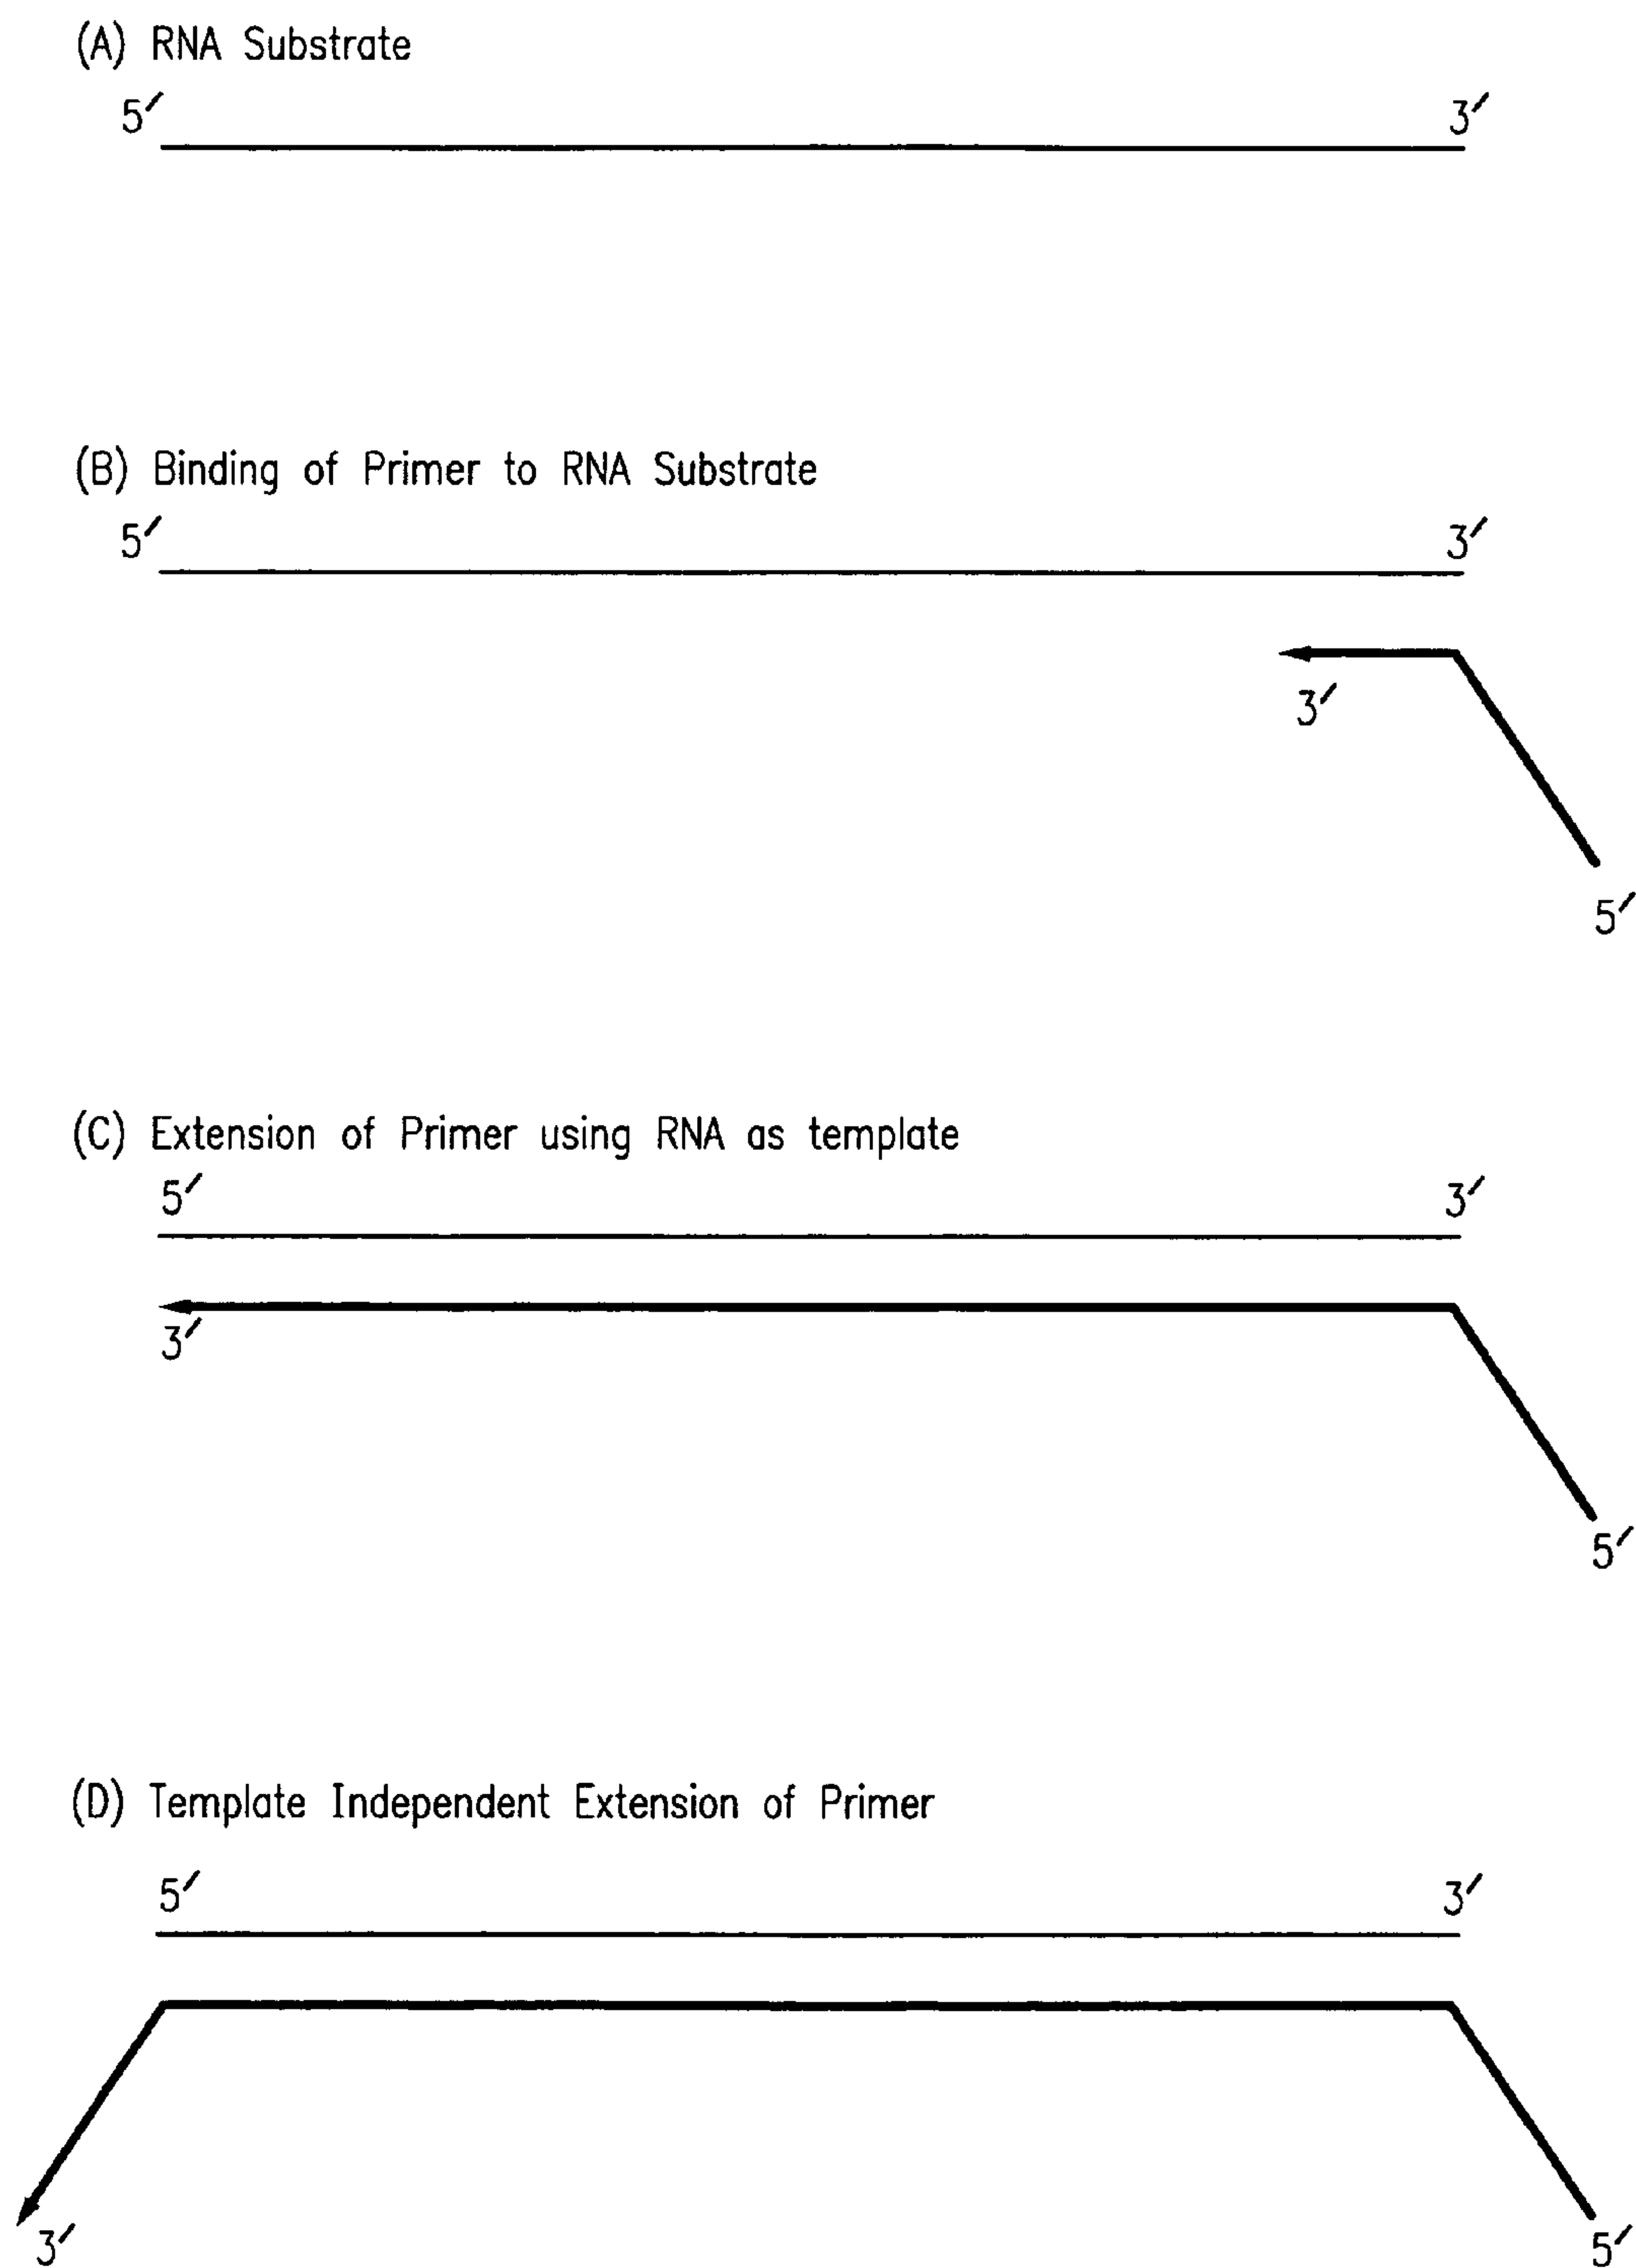 (A) RNA Substrate
5′ 3′
(B) Binding of Primer to RNA Substrate
5′ 3′
3′
5′
(C) Extension of Primer using RNA as template
5′ 3′
3′
5′
(D) Template Independent Extension of Primer
5′ 3′
3′ 5′